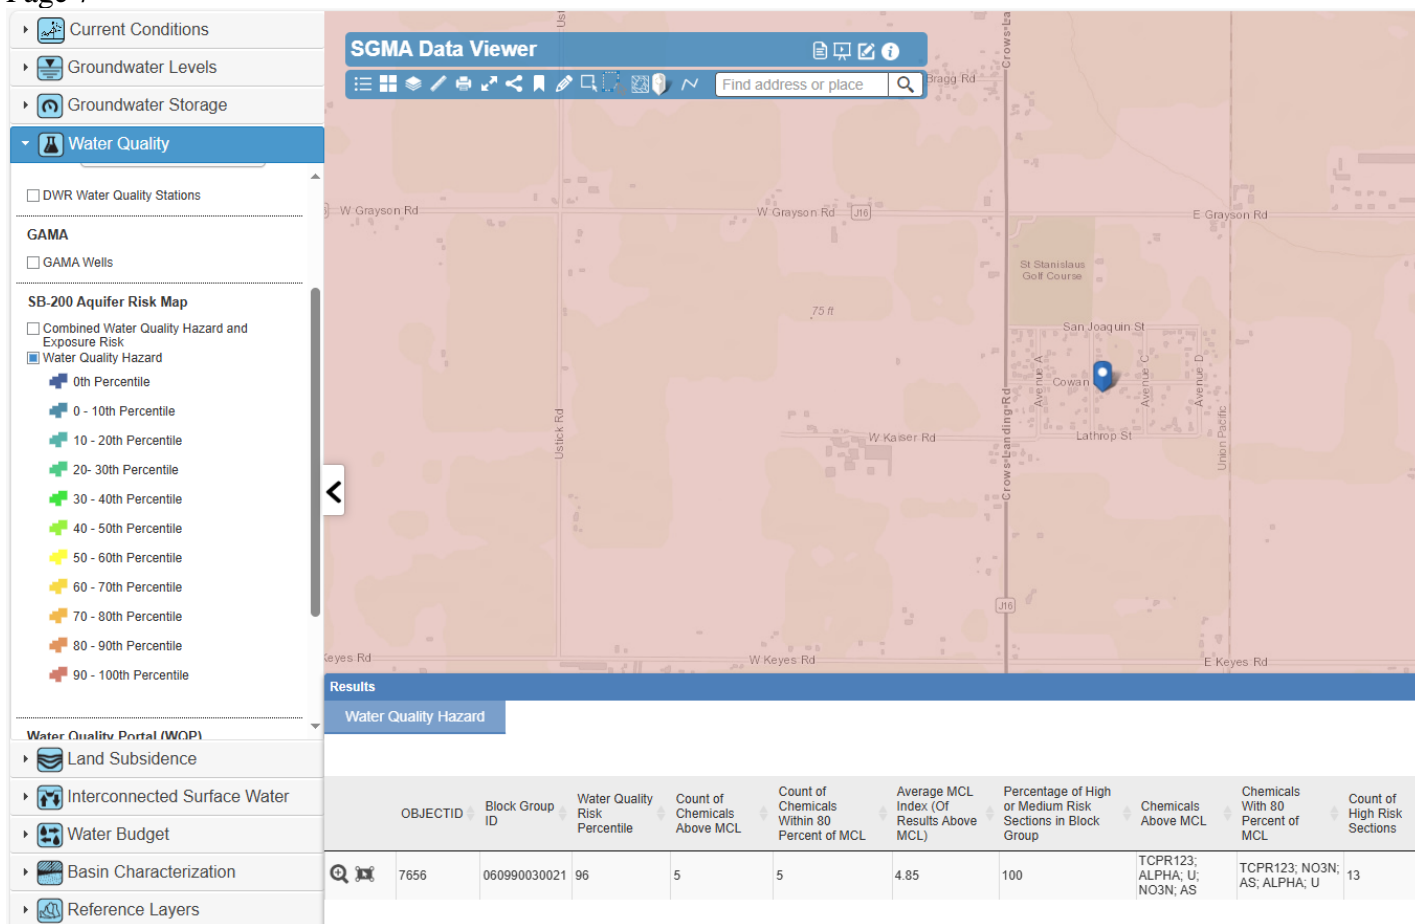 Current Conditions
Groundwater Levels
Groundwater Storage
Water Quality
DWR Water Quality Stations
GAMA
GAMA Wells
SB-200 Aquifer Risk Map
Combined Water Quality Hazard and
Exposure Risk
Water Quality Hazard
0th Percentile
0 - 10th Percentile
10 - 20th Percentile
20- 30th Percentile
30 - 40th Percentile
40 - 50th Percentile
50 - 60th Percentile
60 - 70th Percentile
70 - 80th Percentile
80 - 90th Percentile
90 - 100th Percentile
Water Quality Portal (WQP)
Land Subsidence
Interconnected Surface Water
Water Budget
Basin Characterization
Reference Layers
SGMA Data Viewer
Find address or place
Bragg Rd
W Grayson Rd
W Grayson Rd
J16
E Grayson Rd
St Stanislaus
Golf Course
75 ft
San Joaquin St
Avenue A
Cowan
Avenue C
Avenue D
Ustick Rd
W Kaiser Rd
Crows Landing Rd
Lathrop St
Union Pacific
J16
Keyes Rd
W Keyes Rd
E Keyes Rd
Results
Water Quality Hazard
OBJECTID
Block Group
ID
Water Quality
Risk
Percentile
Count of
Chemicals
Above MCL
Count of
Chemicals
Within 80
Percent of MCL
Average MCL
Index (Of
Results Above
MCL)
Percentage of High
or Medium Risk
Sections in Block
Group
Chemicals
Above MCL
Chemicals
With 80
Percent of
MCL
Count of
High Risk
Sections
7656
060990030021
96
5
5
4.85
100
TCPR123;
ALPHA; U;
NO3N; AS
TCPR123; NO3N;
AS; ALPHA; U
13